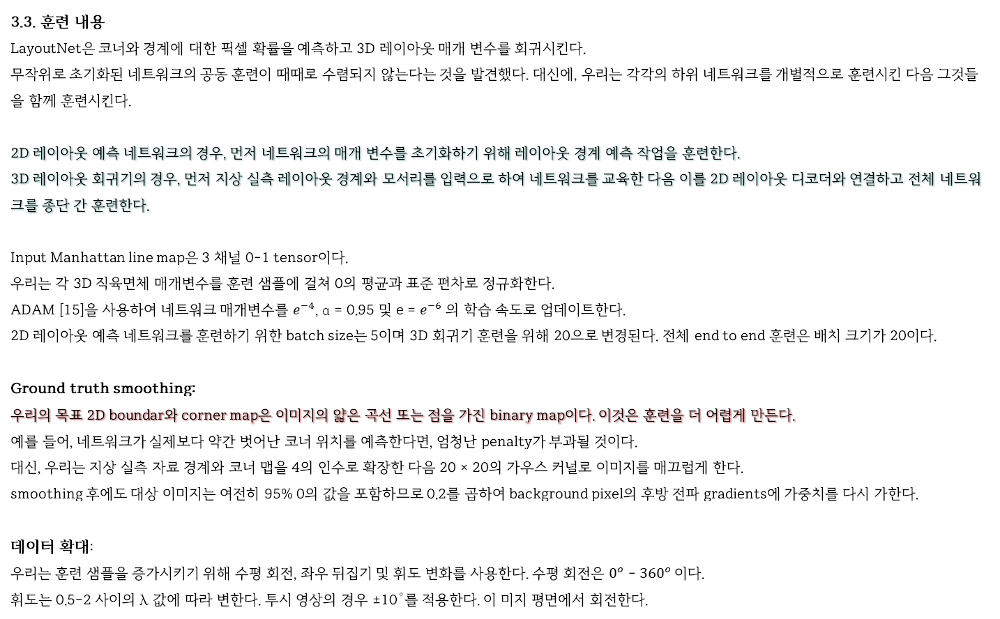 3.3. 훈련 내용
LayoutNet은 코너와 경계에 대한 픽셀 확률을 예측하고 3D 레이아웃 매개 변수를 회귀시킨다.
무작위로 초기화된 네트워크의 공동 훈련이 때때로 수렴되지 않는다는 것을 발견했다. 대신에, 우리는 각각의 하위 네트워크를 개별적으로 훈련시킨 다음 그것들
을 함께 훈련시킨다.
2D 레이아웃 예측 네트워크의 경우, 먼저 네트워크의 매개 변수를 초기화하기 위해 레이아웃 경계 예측 작업을 훈련한다.
3D 레이아웃 회귀기의 경우, 먼저 지상 실측 레이아웃 경계와 모서리를 입력으로 하여 네트워크를 교육한 다음 이를 2D 레이아웃 디코더와 연결하고 전체 네트워
크를 종단 간 훈련한다.
Input Manhattan line map은 3 채널 0-1 tensor이다.
우리는 각 3D 직육면체 매개변수를 훈련 샘플에 걸쳐 0의 평균과 표준 편차로 정규화한다.
ADAM [15]을 사용하여 네트워크 매개변수를 e⁻⁴, α = 0.95 및 e = e⁻⁶ 의 학습 속도로 업데이트한다.
2D 레이아웃 예측 네트워크를 훈련하기 위한 batch size는 5이며 3D 회귀기 훈련을 위해 20으로 변경된다. 전체 end to end 훈련은 배치 크기가 20이다.
Ground truth smoothing:
우리의 목표 2D boundar와 corner map은 이미지의 얇은 곡선 또는 점을 가진 binary map이다. 이것은 훈련을 더 어렵게 만든다.
예를 들어, 네트워크가 실제보다 약간 벗어난 코너 위치를 예측한다면, 엄청난 penalty가 부과될 것이다.
대신, 우리는 지상 실측 자료 경계와 코너 맵을 4의 인수로 확장한 다음 20 × 20의 가우스 커널로 이미지를 매끄럽게 한다.
smoothing 후에도 대상 이미지는 여전히 95% 0의 값을 포함하므로 0.2를 곱하여 background pixel의 후방 전파 gradients에 가중치를 다시 가한다.
데이터 확대:
우리는 훈련 샘플을 증가시키기 위해 수평 회전, 좌우 뒤집기 및 휘도 변화를 사용한다. 수평 회전은 0º - 360º 이다.
휘도는 0.5-2 사이의 λ 값에 따라 변한다. 투시 영상의 경우 ±10˚를 적용한다. 이 미지 평면에서 회전한다.